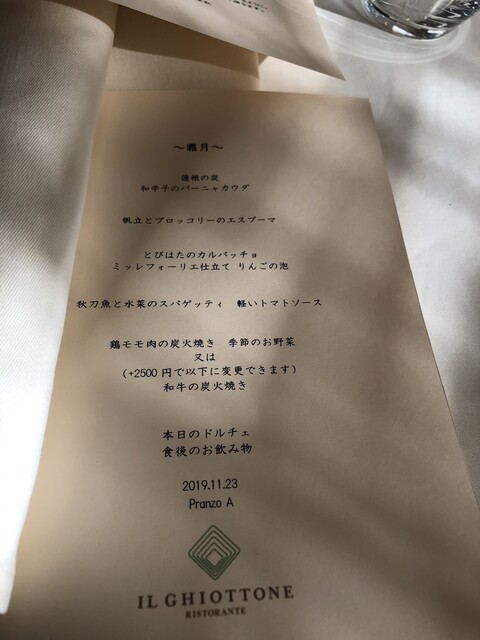 ～霜月～
蓮根の炭
和辛子のバーニャカウダ
帆立とブロッコリーのエスプーマ
とびはたのカルパッチョ
ミッレフォーリエ仕立て りんごの泡
秋刀魚と水菜のスパゲッティ　軽いトマトソース
鶏モモ肉の炭火焼き　季節のお野菜
又は
（+2500 円で以下に変更できます）
和牛の炭火焼き
本日のドルチェ
食後のお飲み物
2019.11.23
Pranzo A
IL GHIOTTONE
RISTORANTE